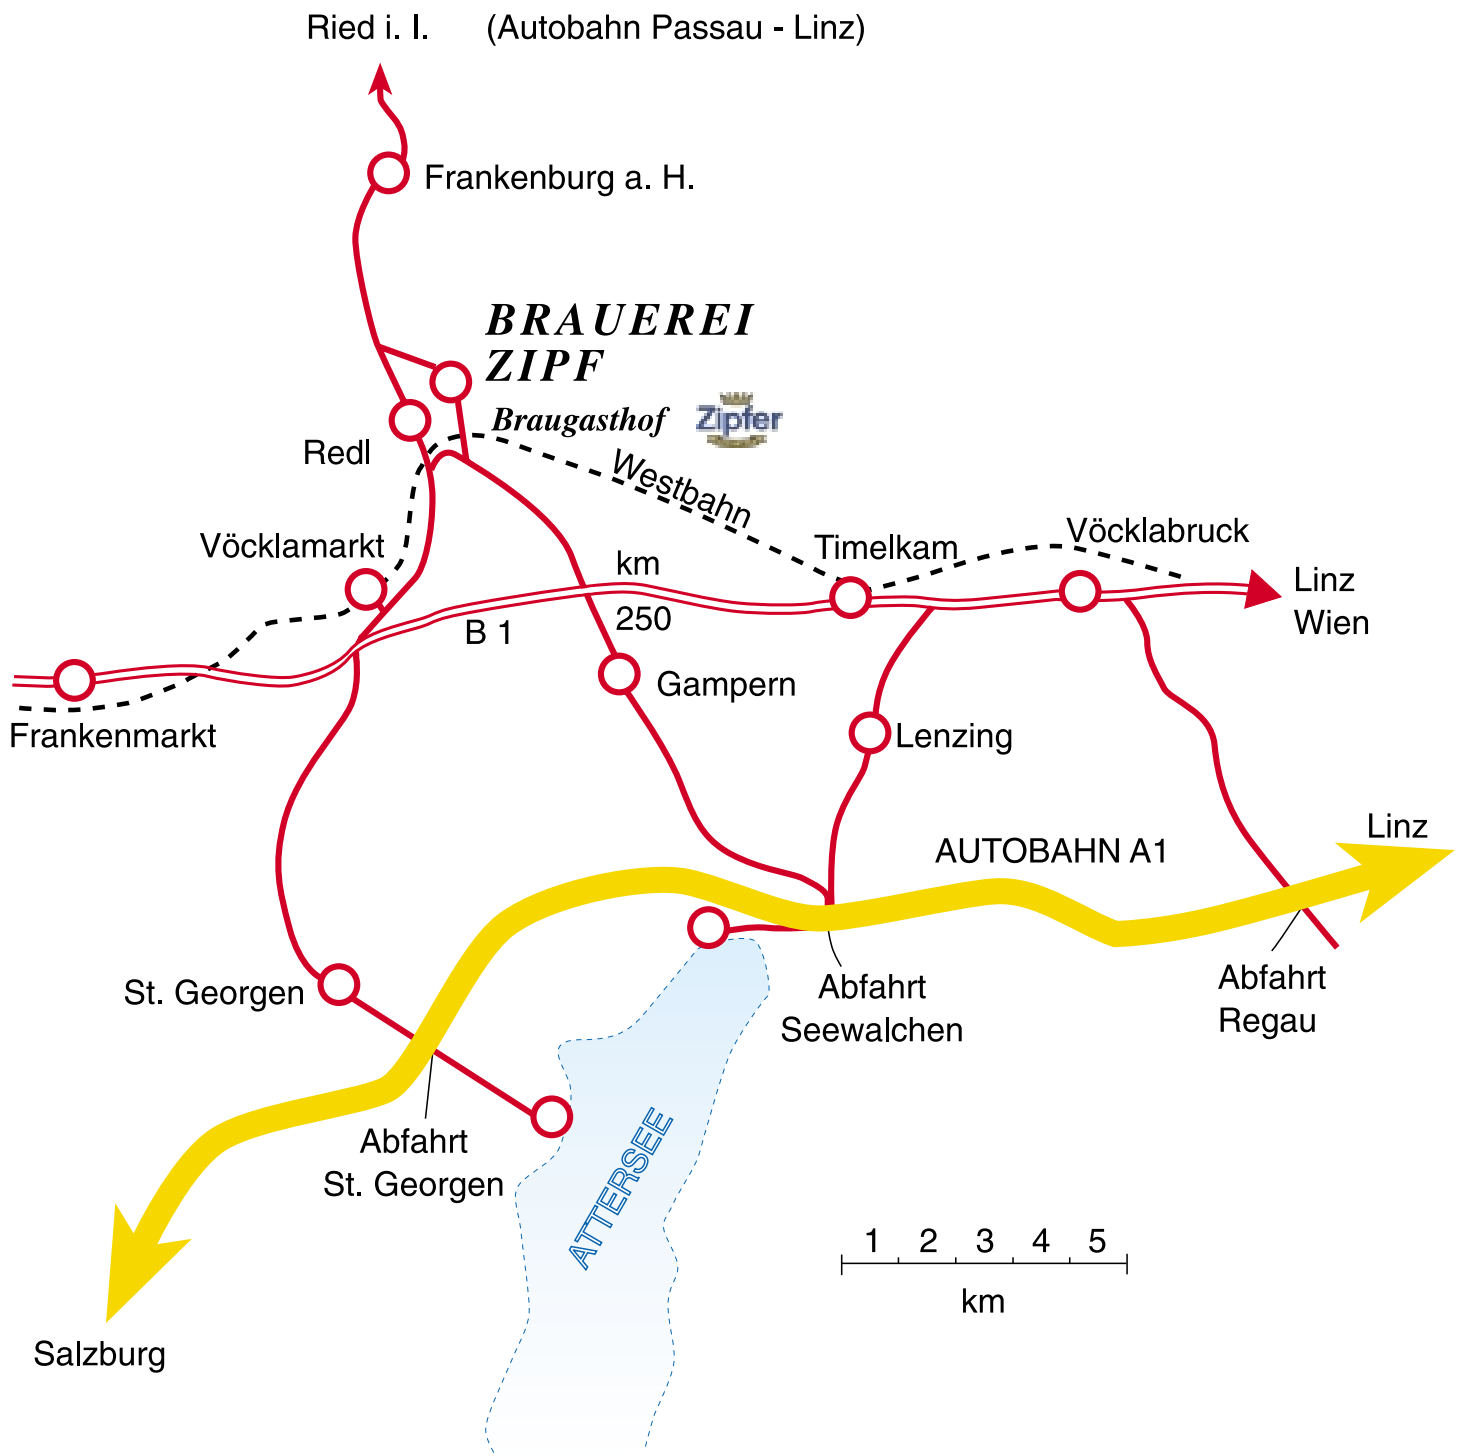 Ried i. I. (Autobahn Passau - Linz)
Frankenburg a. H.
BRAUEREI
ZIPF
Braugasthof Zipfer
Redl
Westbahn
Vöcklamarkt
km
250
B 1
Timelkam
Vöcklabruck
Linz
Wien
Gampern
Frankenmarkt
Lenzing
Linz
AUTOBAHN A1
St. Georgen
Abfahrt
Seewalchen
Abfahrt
Regau
Abfahrt
St. Georgen
ATTERSEE
1 2 3 4 5
km
Salzburg